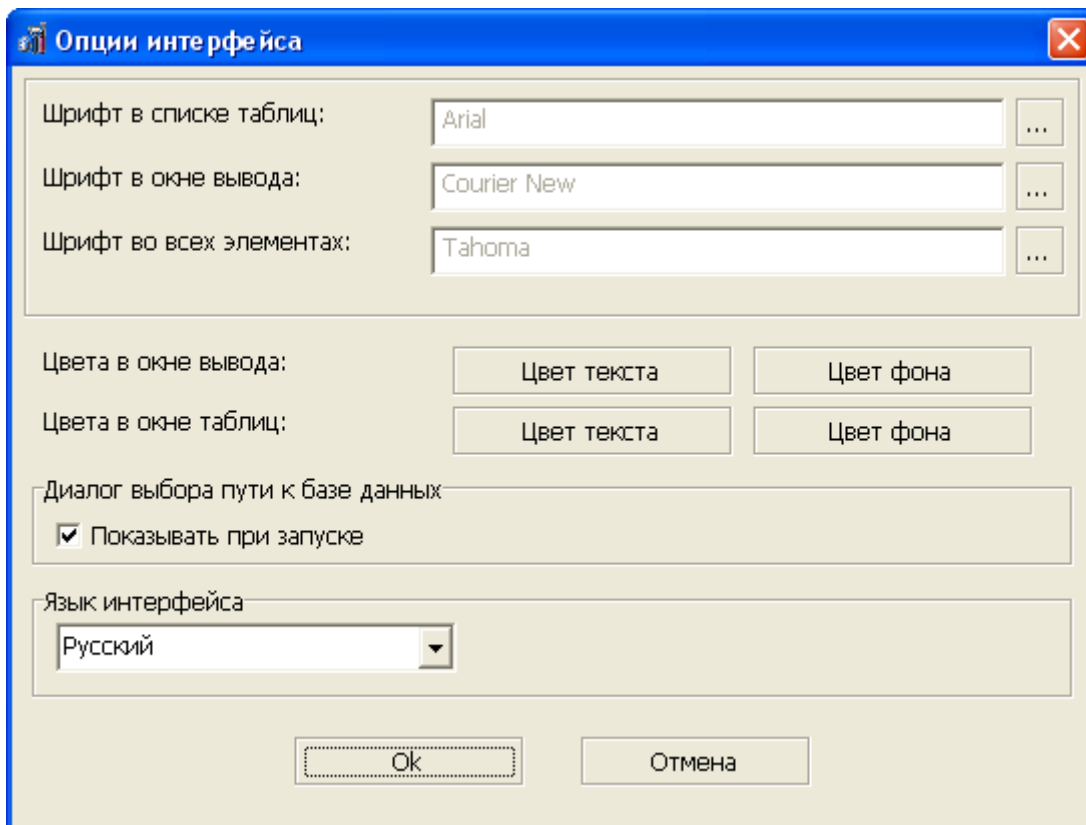 Опции интерфейса
Шрифт в списке таблиц: Arial ...
Шрифт в окне вывода: Courier New ...
Шрифт во всех элементах: Tahoma ...
Цвета в окне вывода: Цвет текста Цвет фона
Цвета в окне таблиц: Цвет текста Цвет фона
Диалог выбора пути к базе данных
Показывать при запуске
Язык интерфейса
Русский
Ok Отмена